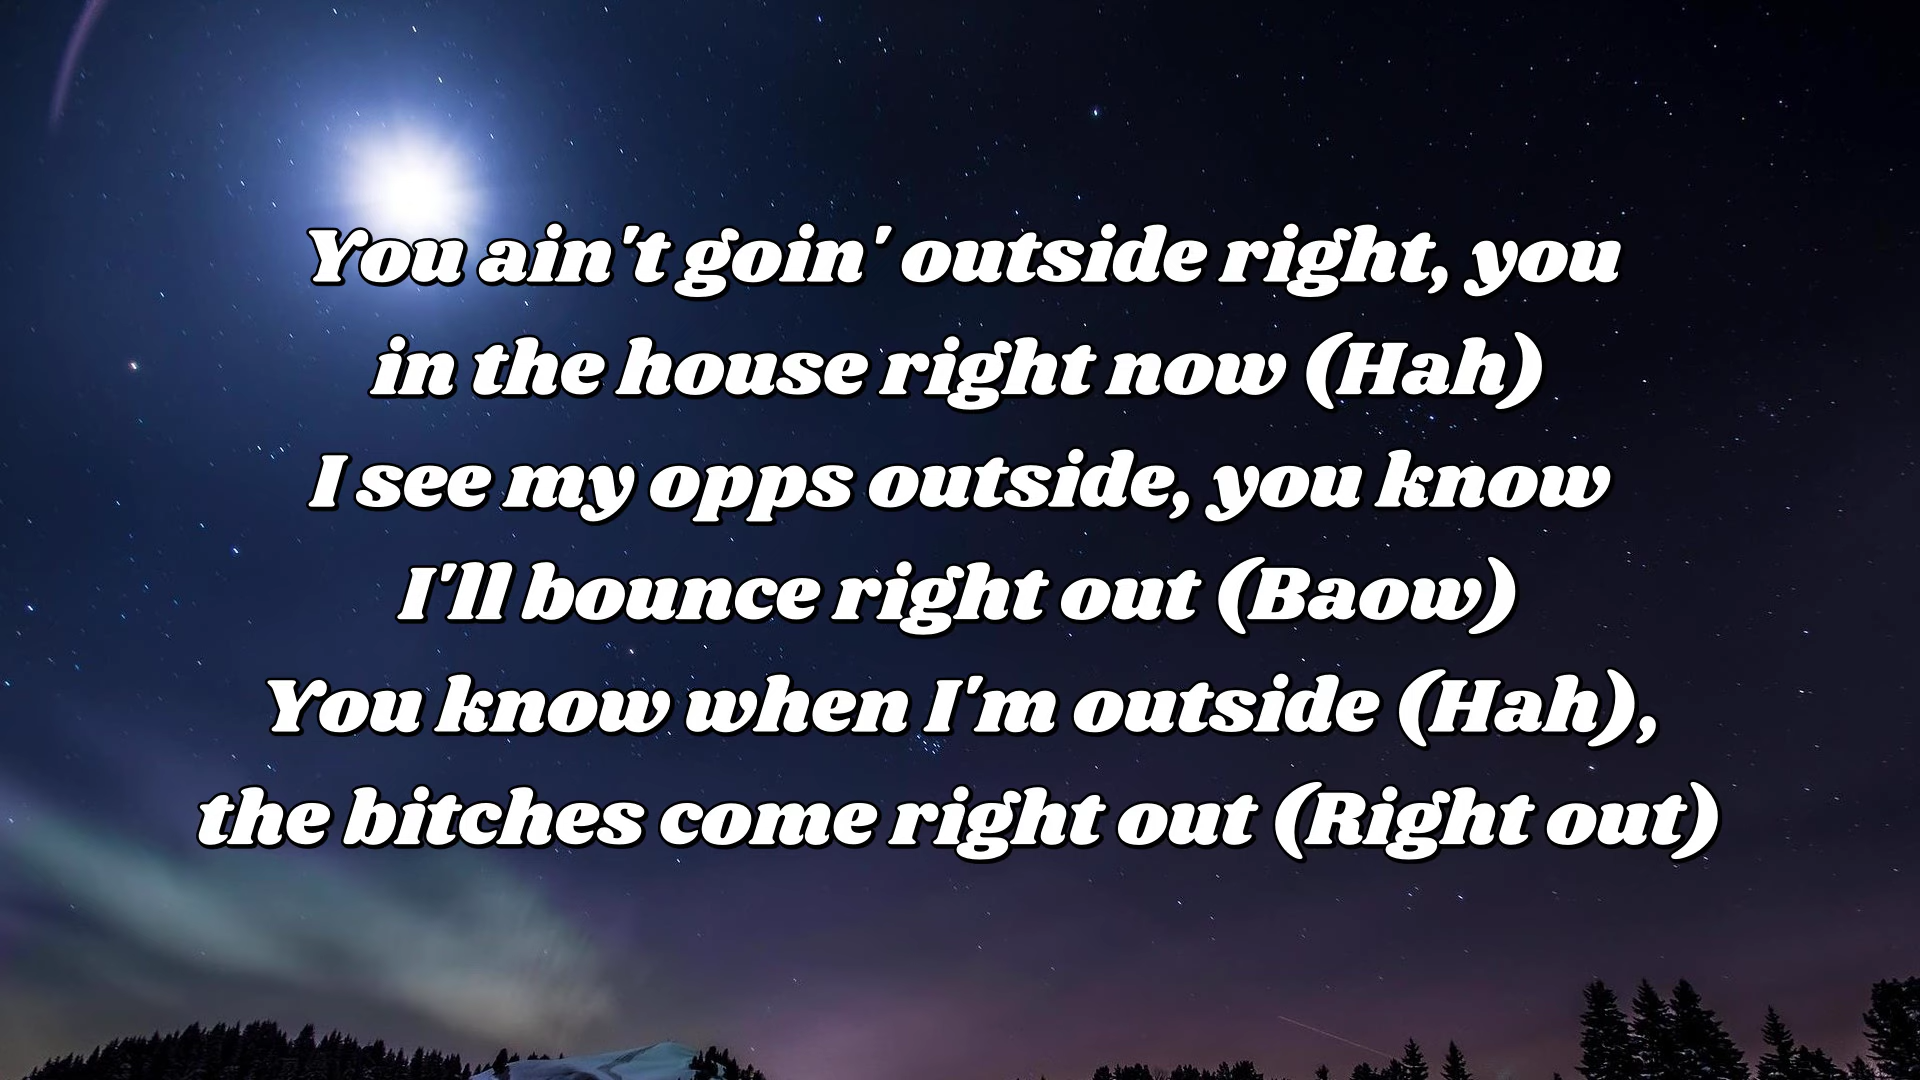 You ain't goin' outside right, you
in the house right now (Hah)
I see my opps outside, you know
I'll bounce right out (Baow)
You know when I'm outside (Hah),
the bitches come right out (Right out)